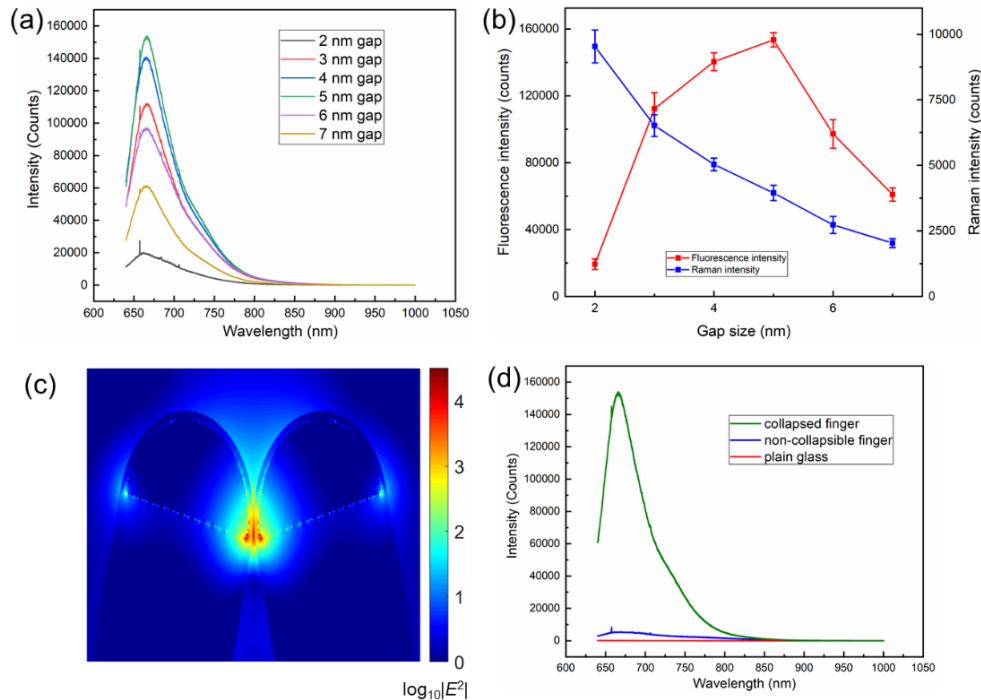 (a)
160000
140000
120000
100000
80000
60000
40000
20000
0
600 650 700 750 800 850 900 950 1000 1050
Wavelength (nm)
Intensity (Counts)
2 nm gap
3 nm gap
4 nm gap
5 nm gap
6 nm gap
7 nm gap
(b)
160000
120000
80000
40000
0
2 4 6
Gap size (nm)
Fluorescence intensity (counts)
10000
7500
5000
2500
0
Raman intensity (counts)
Fluorescence intensity
Raman intensity
(c)
4
3
2
1
0
log₁₀|E²|
(d)
160000
140000
120000
100000
80000
60000
40000
20000
0
600 650 700 750 800 850 900 950 1000 1050
Wavelength (nm)
Intensity (Counts)
collapsed finger
non-collapsible finger
plain glass